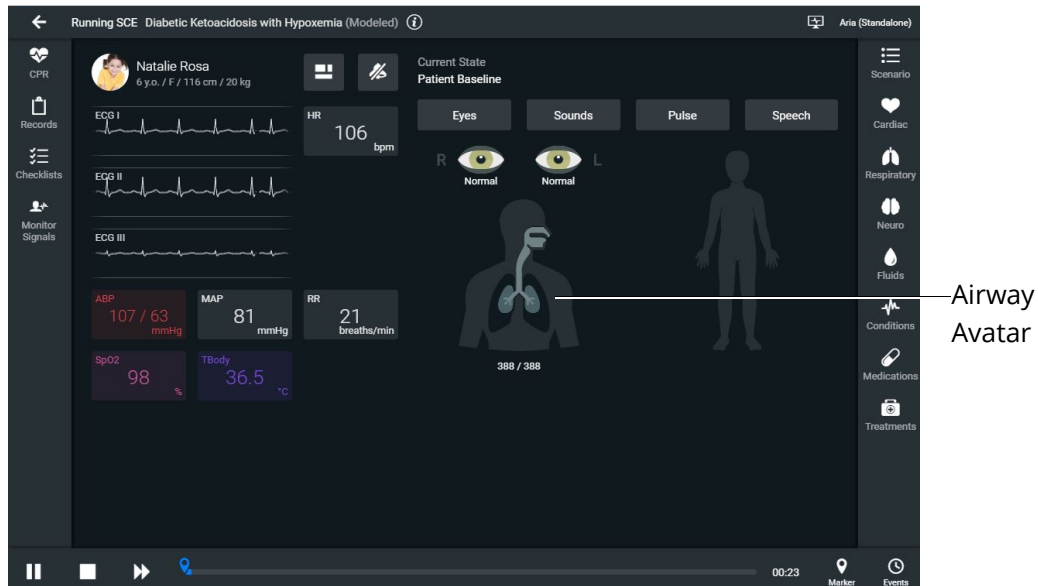 Running SCE Diabetic Ketoacidosis with Hypoxemia (Modeled)
Aria (Standalone)
CPR
Records
Checklists
Monitor
Signals
Natalie Rosa
6 y.o. / F / 116 cm / 20 kg
Current State
Patient Baseline
Eyes
Sounds
Pulse
Speech
ECG I
HR
106
bpm
ECG II
ECG III
R
L
Normal
Normal
ABP
107 / 63
mmHg
MAP
81
mmHg
RR
21
breaths/min
SpO2
98
%
TBody
36.5
°C
388 / 388
Scenario
Cardiac
Respiratory
Neuro
Fluids
Conditions
Medications
Treatments
Airway
Avatar
00:23
Marker
Events